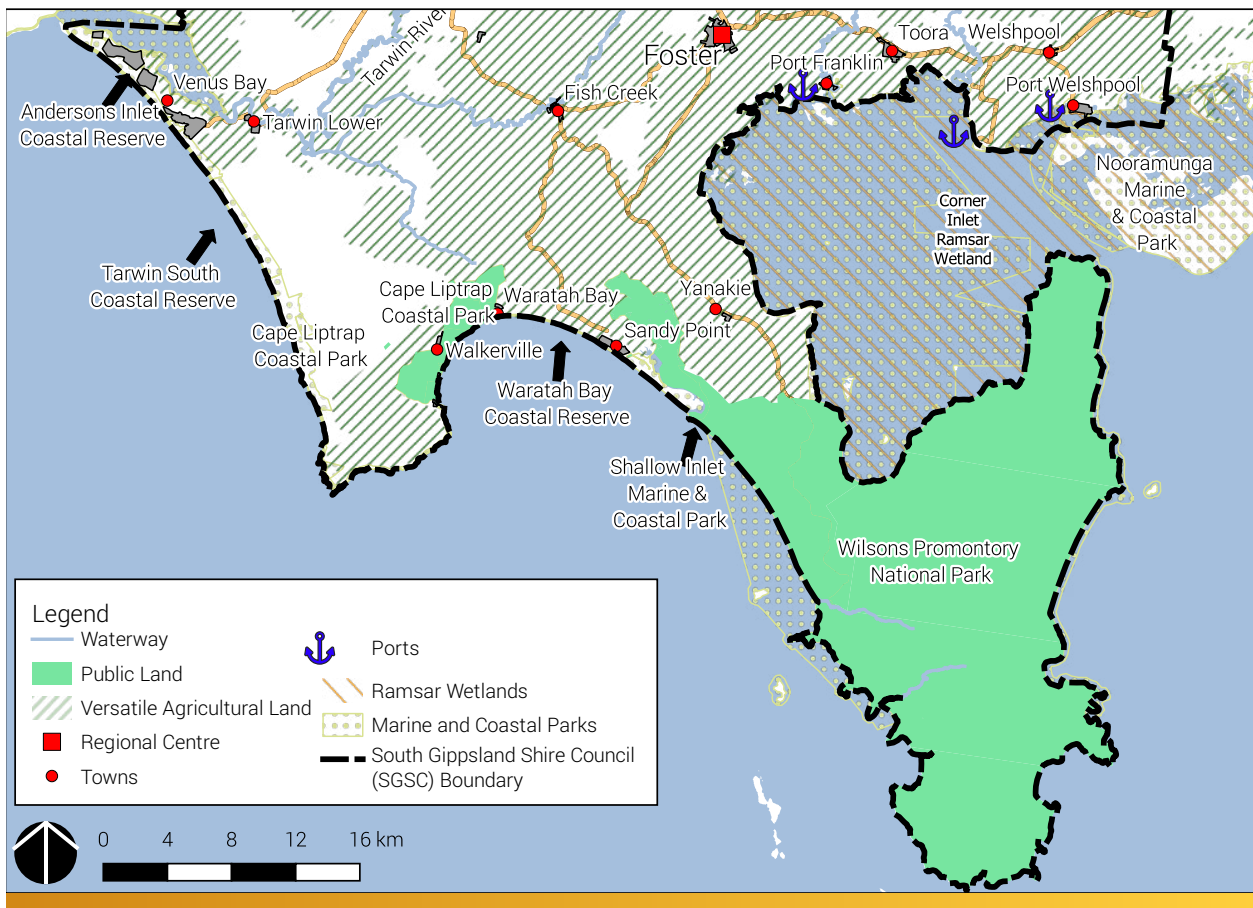 Tarwin River
Foster
Toora
Welshpool
Port Franklin
Port Welshpool
Venus Bay
Fish Creek
Andersons Inlet
Coastal Reserve
Tarwin Lower
Nooramunga
Marine
& Coastal
Park
Corner
Inlet
Ramsar
Wetland
Tarwin South
Coastal Reserve
Cape Liptrap
Coastal Park
Waratah Bay
Yanakie
Cape Liptrap
Coastal Park
Sandy Point
Walkerville
Waratah Bay
Coastal Reserve
Shallow Inlet
Marine &
Coastal Park
Wilsons Promontory
National Park
Legend
Waterway
Public Land
Versatile Agricultural Land
Regional Centre
Towns
Ports
Ramsar Wetlands
Marine and Coastal Parks
South Gippsland Shire Council
(SGSC) Boundary
0 4 8 12 16 km